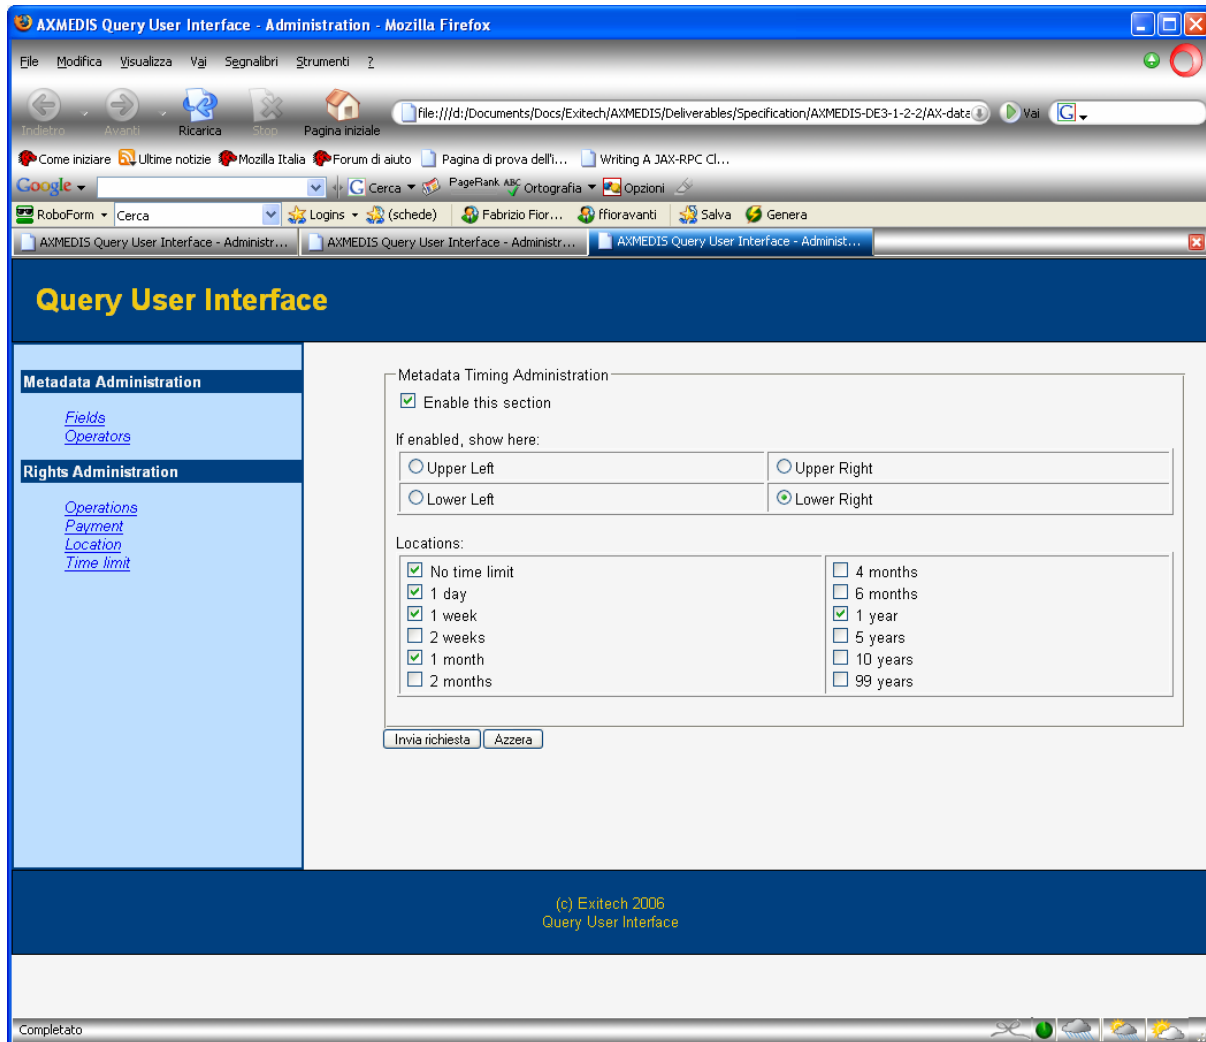 AXMEDIS Query User Interface - Administration - Mozilla Firefox
File Modifica Visualizza Vai Segnalibri Strumenti ?
Indietro Avanti Ricarica Stop Pagina iniziale file:///d:/Documents/Docs/Exitech/AXMEDIS/Deliverables/Specification/AXMEDIS-DE3-1-2-2/AX-data Vai G
Come iniziare Ultime notizie Mozilla Italia Forum di aiuto Pagina di prova dell'i... Writing A JAX-RPC Cl...
Google G Cerca PageRank ABC Ortografia Opzioni
RoboForm Cerca Logins (schede) Fabrizio Fior... ffioravanti Salva Genera
AXMEDIS Query User Interface - Administr... AXMEDIS Query User Interface - Administr... AXMEDIS Query User Interface - Administ...
Query User Interface
Metadata Administration
Fields
Operators
Rights Administration
Operations
Payment
Location
Time limit
Metadata Timing Administration
Enable this section
If enabled, show here:
Upper Left Upper Right
Lower Left Lower Right
Locations:
No time limit 4 months
1 day 6 months
1 week 1 year
2 weeks 5 years
1 month 10 years
2 months 99 years
Invia richiesta Azzera
(c) Exitech 2006
Query User Interface
Completato